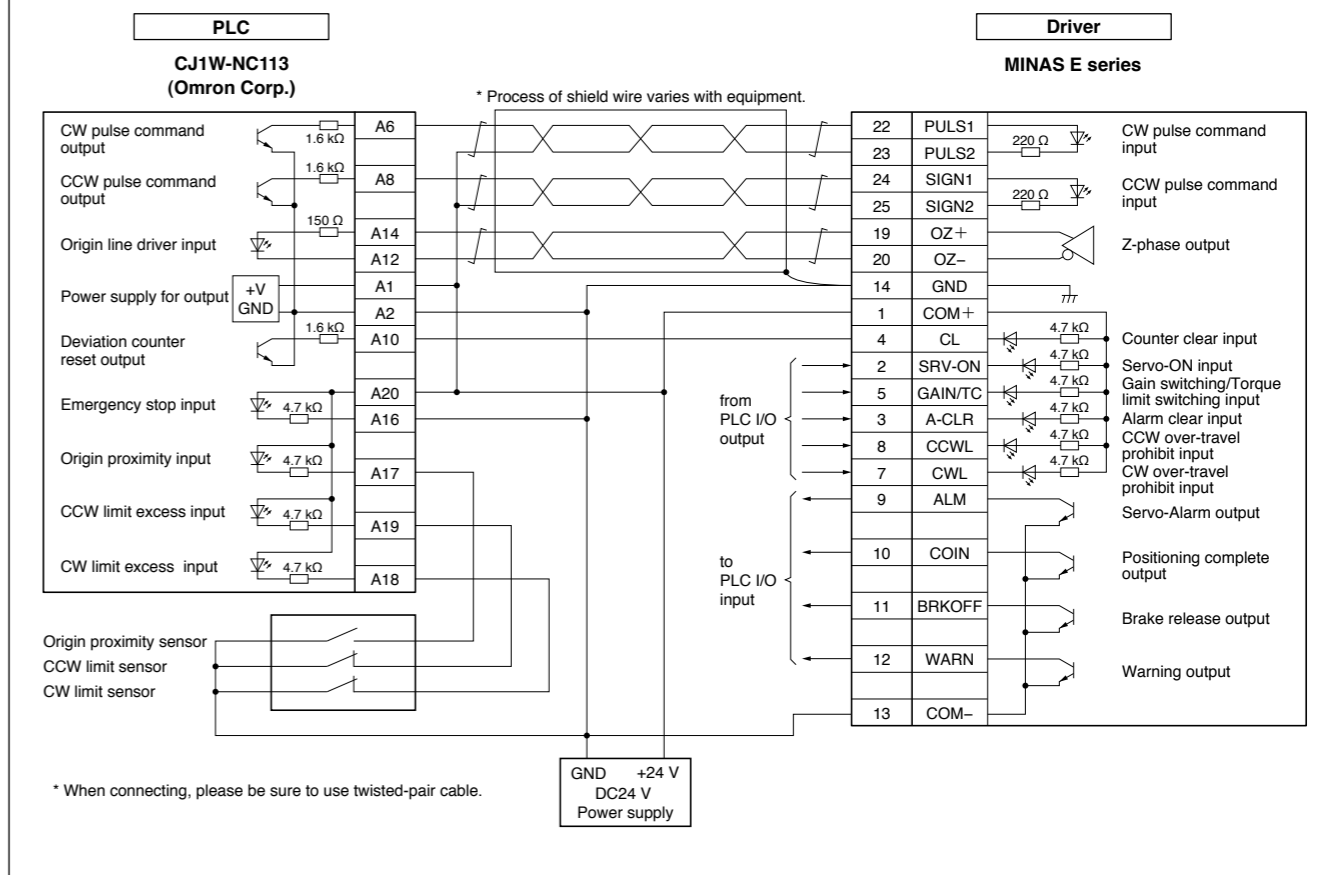 PLC
CJ1W-NC113
(Omron Corp.)
Driver
MINAS E series
* Process of shield wire varies with equipment.
CW pulse command
output
1.6 kΩ
A6
CCW pulse command
output
1.6 kΩ
A8
Origin line driver input
150 Ω
A14
A12
Power supply for output
+V
GND
A1
A2
Deviation counter
reset output
1.6 kΩ
A10
A20
Emergency stop input
4.7 kΩ
A16
Origin proximity input
4.7 kΩ
A17
CCW limit excess input
4.7 kΩ
A19
CW limit excess input
4.7 kΩ
A18
Origin proximity sensor
CCW limit sensor
CW limit sensor
* When connecting, please be sure to use twisted-pair cable.
GND +24 V
DC24 V
Power supply
from
PLC I/O
output
to
PLC I/O
input
22 PULS1
23 PULS2
220 Ω
CW pulse command
input
24 SIGN1
25 SIGN2
220 Ω
CCW pulse command
input
19 OZ+
20 OZ−
Z-phase output
14 GND
1 COM+
4 CL 4.7 kΩ Counter clear input
2 SRV-ON 4.7 kΩ Servo-ON input
5 GAIN/TC 4.7 kΩ Gain switching/Torque
limit switching input
3 A-CLR 4.7 kΩ Alarm clear input
8 CCWL 4.7 kΩ CCW over-travel
prohibit input
7 CWL 4.7 kΩ CW over-travel
prohibit input
9 ALM Servo-Alarm output
10 COIN Positioning complete
output
11 BRKOFF Brake release output
12 WARN Warning output
13 COM−